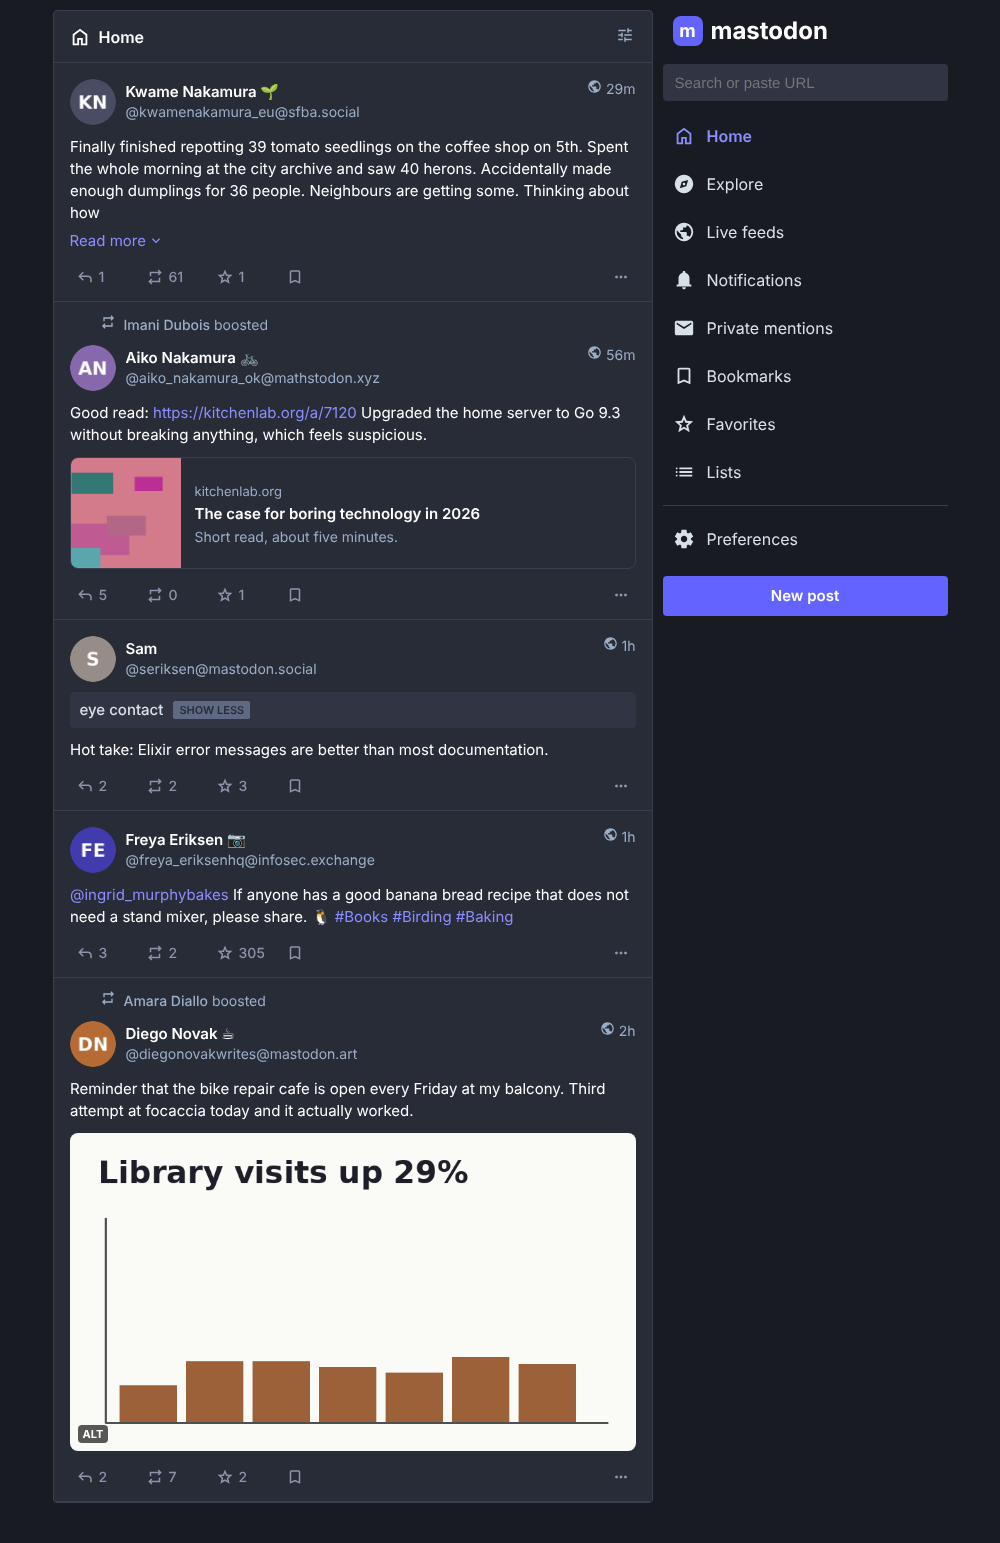 Home
KN
Kwame Nakamura 🌱
29m
@kwamenakamura_eu@sfba.social
Finally finished repotting 39 tomato seedlings on the coffee shop on 5th. Spent
the whole morning at the city archive and saw 40 herons. Accidentally made
enough dumplings for 36 people. Neighbours are getting some. Thinking about
how
Read more
1 61 1
Imani Dubois boosted
AN
Aiko Nakamura 🚲
56m
@aiko_nakamura_ok@mathstodon.xyz
Good read: https://kitchenlab.org/a/7120 Upgraded the home server to Go 9.3
without breaking anything, which feels suspicious.
kitchenlab.org
The case for boring technology in 2026
Short read, about five minutes.
5 0 1
S
Sam
1h
@seriksen@mastodon.social
eye contact SHOW LESS
Hot take: Elixir error messages are better than most documentation.
2 2 3
FE
Freya Eriksen 📷
1h
@freya_eriksenhq@infosec.exchange
@ingrid_murphybakes If anyone has a good banana bread recipe that does not
need a stand mixer, please share. 🐧 #Books #Birding #Baking
3 2 305
Amara Diallo boosted
DN
Diego Novak ☕
2h
@diegonovakwrites@mastodon.art
Reminder that the bike repair cafe is open every Friday at my balcony. Third
attempt at focaccia today and it actually worked.
Library visits up 29%
ALT
2 7 2
m mastodon
Search or paste URL
Home
Explore
Live feeds
Notifications
Private mentions
Bookmarks
Favorites
Lists
Preferences
New post